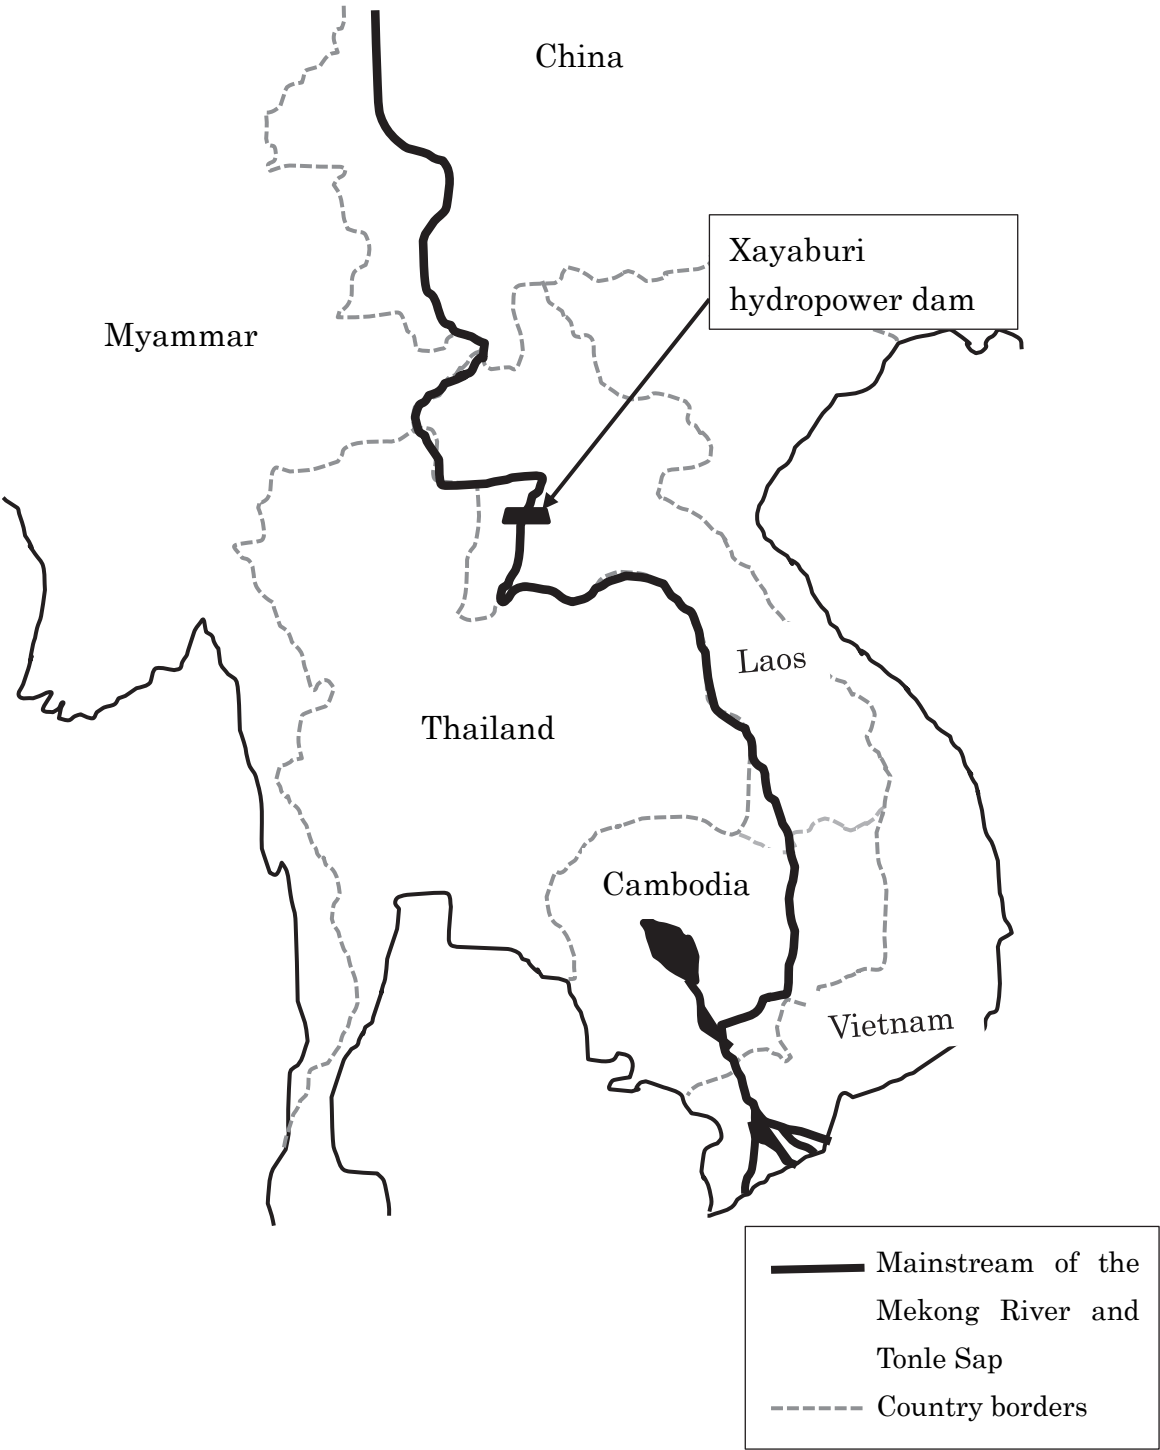 China
Xayaburi
hydropower dam
Myammar
Laos
Thailand
Cambodia
Vietnam
Mainstream of the
Mekong River and
Tonle Sap
Country borders